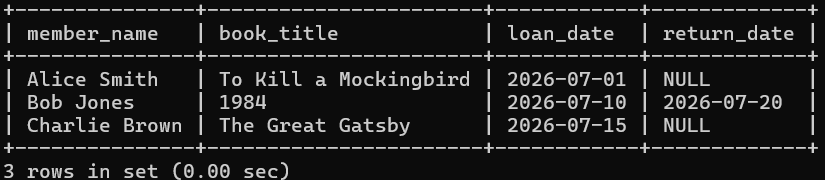 +---------------+------------------------+------------+-------------+
| member_name   | book_title             | loan_date  | return_date |
+---------------+------------------------+------------+-------------+
| Alice Smith   | To Kill a Mockingbird | 2026-07-01 | NULL        |
| Bob Jones     | 1984                   | 2026-07-10 | 2026-07-20  |
| Charlie Brown | The Great Gatsby       | 2026-07-15 | NULL        |
+---------------+------------------------+------------+-------------+
3 rows in set (0.00 sec)